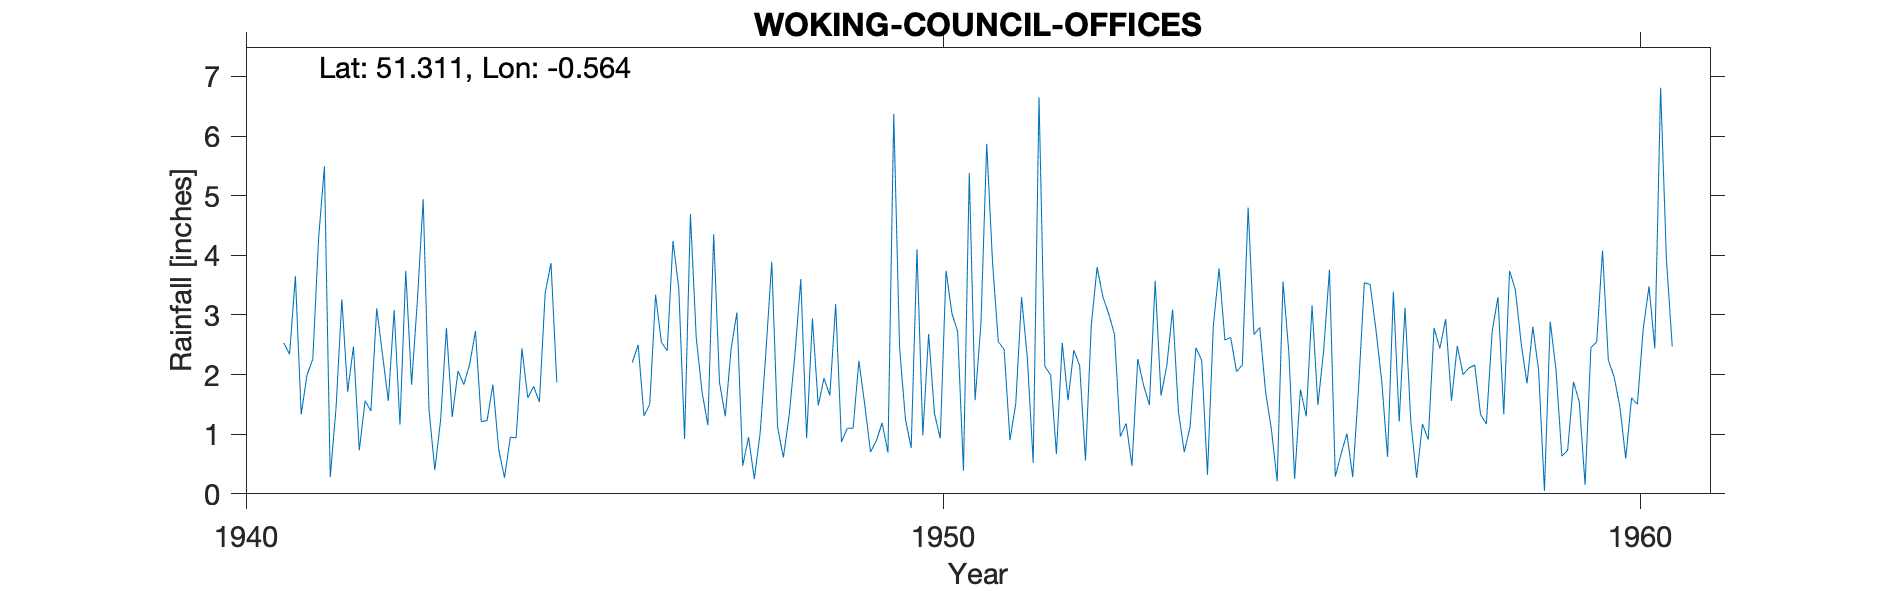 WOKING-COUNCIL-OFFICES
Lat: 51.311, Lon: -0.564
7
6
5
4
3
2
1
0
Rainfall [inches]
1940 1950 1960
Year